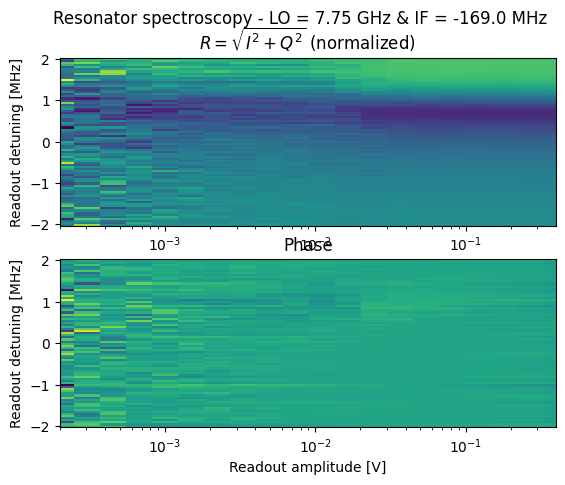 Resonator spectroscopy - LO = 7.75 GHz & IF = -169.0 MHz
R = √I² + Q² (normalized)
Readout detuning [MHz]
2
1
0
−1
−2
10⁻³
10⁻²
10⁻¹
Phase
Readout detuning [MHz]
2
1
0
−1
−2
10⁻³
10⁻²
10⁻¹
Readout amplitude [V]